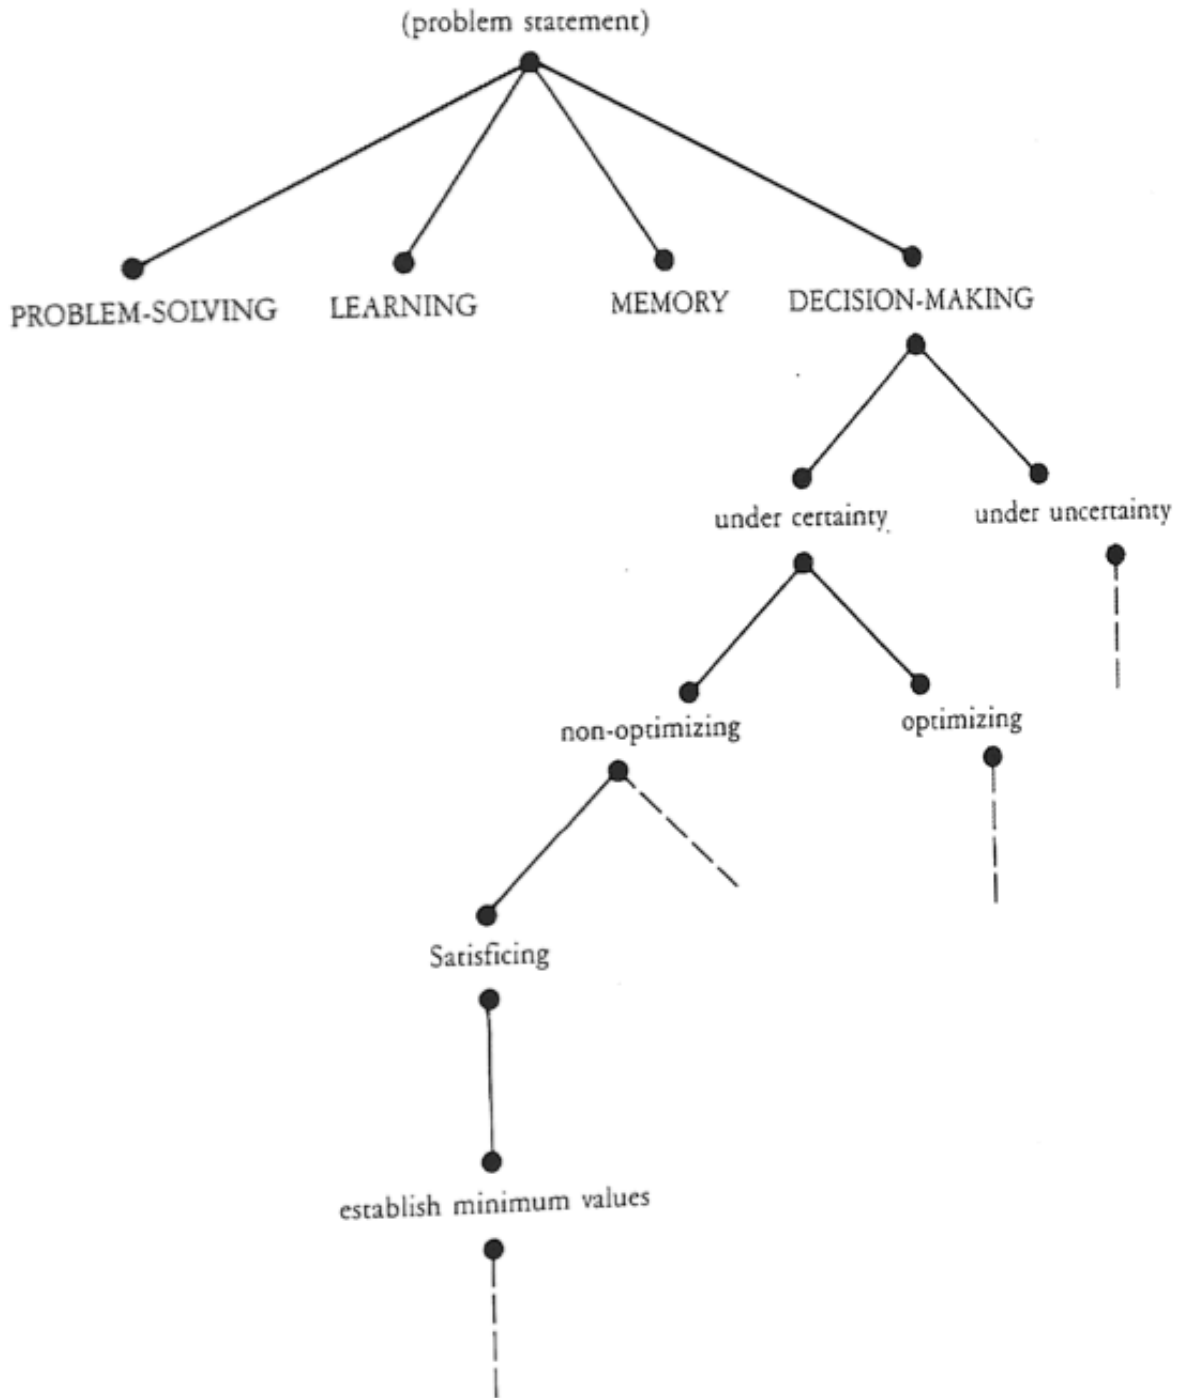 (problem statement)
PROBLEM-SOLVING LEARNING MEMORY DECISION-MAKING
under certainty under uncertainty
non-optimizing optimizing
Satisficing
establish minimum values